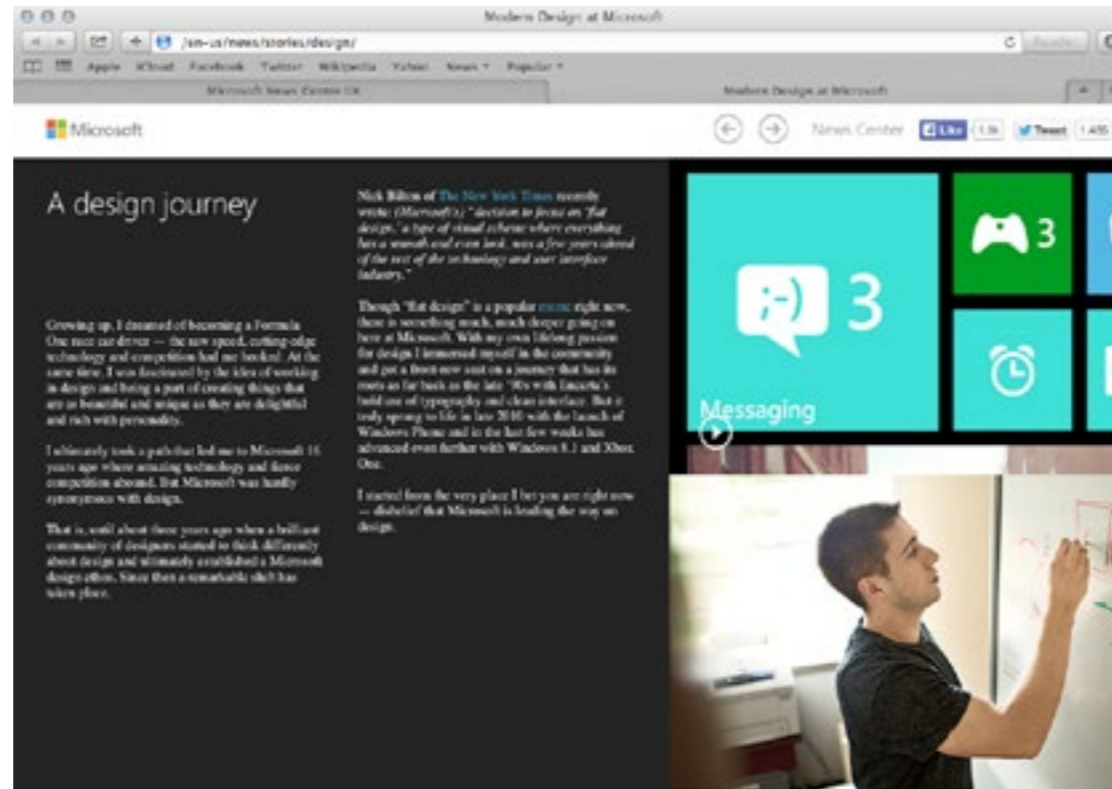 Modern Design at Microsoft
/en-us/news/stories/design/
Reader
Apple iCloud Facebook Twitter Wikipedia Yahoo! News Popular
Microsoft News Center UK
Modern Design at Microsoft
Microsoft
News Center
Like
Tweet
A design journey
Growing up, I dreamed of becoming a Formula
One race car driver — the raw speed, cutting-edge
technology and competition had me hooked. At the
same time, I was fascinated by the idea of working
in design and being a part of creating things that
are as beautiful and unique as they are delightful
and rich with personality.
I ultimately took a path that led me to Microsoft 16
years ago where amazing technology and fierce
competition abound. But Microsoft was hardly
synonymous with design.
That is, until about three years ago when a brilliant
community of designers started to think differently
about design and ultimately established a Microsoft
design ethos. Since then a remarkable shift has
taken place.
Nick Bilton of The New York Times recently
wrote: (Microsoft's) "decision to focus on 'flat
design,' a type of visual scheme where everything
has a smooth and even look, was a few years ahead
of the rest of the technology and user interface
industry."
Though "flat design" is a popular meme right now,
there is something much, much deeper going on
here at Microsoft. With my own lifelong passion
for design I immersed myself in the community
and got a front-row seat on a journey that has its
roots as far back as the late '90s with Encarta's
bold use of typography and clean interface. But it
truly sprang to life in late 2010 with the launch of
Windows Phone and in the last few weeks has
advanced even further with Windows 8.1 and Xbox
One.
I started from the very place I bet you are right now
— disbelief that Microsoft is leading the way on
design.
;-) 3
Messaging
3